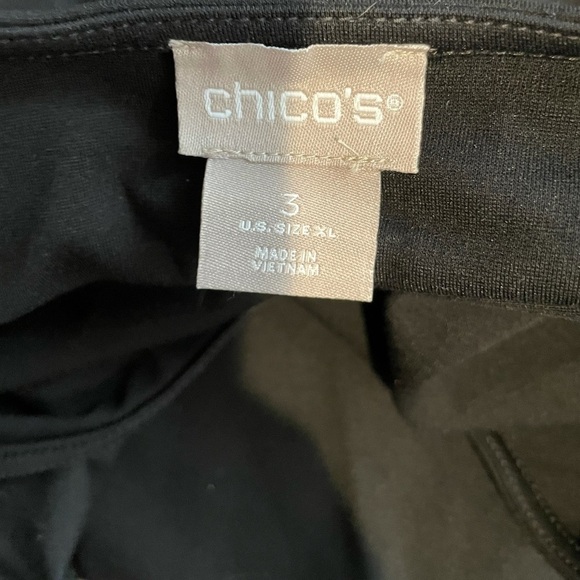 chico's®
3
U.S. SIZE XL
MADE IN
VIETNAM